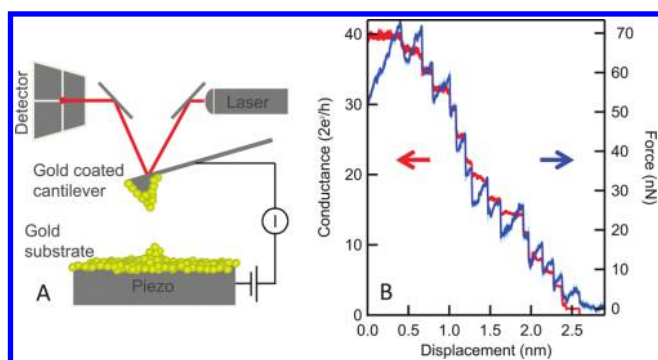 Detector
Laser
Gold coated
cantilever
I
Gold
substrate
A
Piezo
Conductance (2e²/h)
40
30
20
10
0
0.0
0.5
1.0
1.5
2.0
2.5
Displacement (nm)
B
70
60
50
40
30
20
10
0
Force (nN)